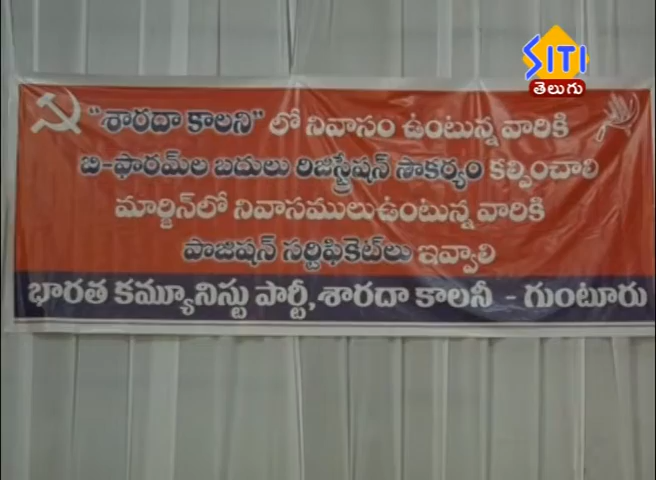 SITI
తెలుగు
"శారదా కాలని" లో నివాసం ఉంటున్న వారికి
బి-ఫారమ్‌ల బదులు రిజిస్ట్రేషన్ సౌకర్యం కల్పించాలి
మార్జిన్‌లో నివాసములుఉంటున్న వారికి
పొజిషన్ సర్టిఫికెట్‌లు ఇవ్వాలి
భారత కమ్యూనిస్టు పార్టీ, శారదా కాలనీ - గుంటూరు